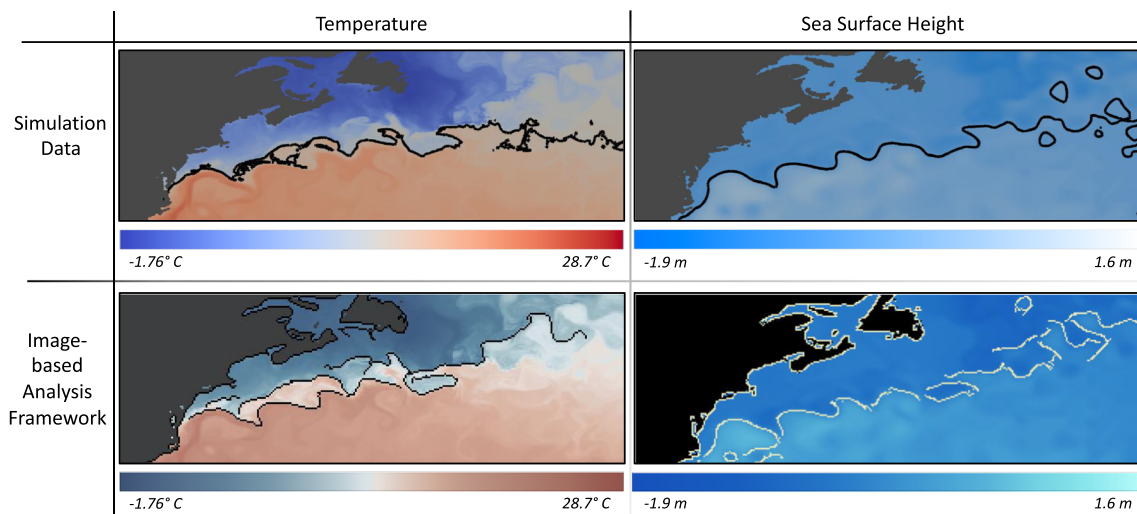 Temperature
Sea Surface Height
Simulation
Data
-1.76° C
28.7° C
-1.9 m
1.6 m
Image-
based
Analysis
Framework
-1.76° C
28.7° C
-1.9 m
1.6 m